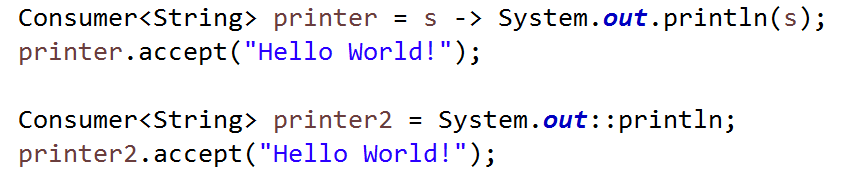 Consumer<String> printer = s -> System.out.println(s);
printer.accept("Hello World!");
Consumer<String> printer2 = System.out::println;
printer2.accept("Hello World!");